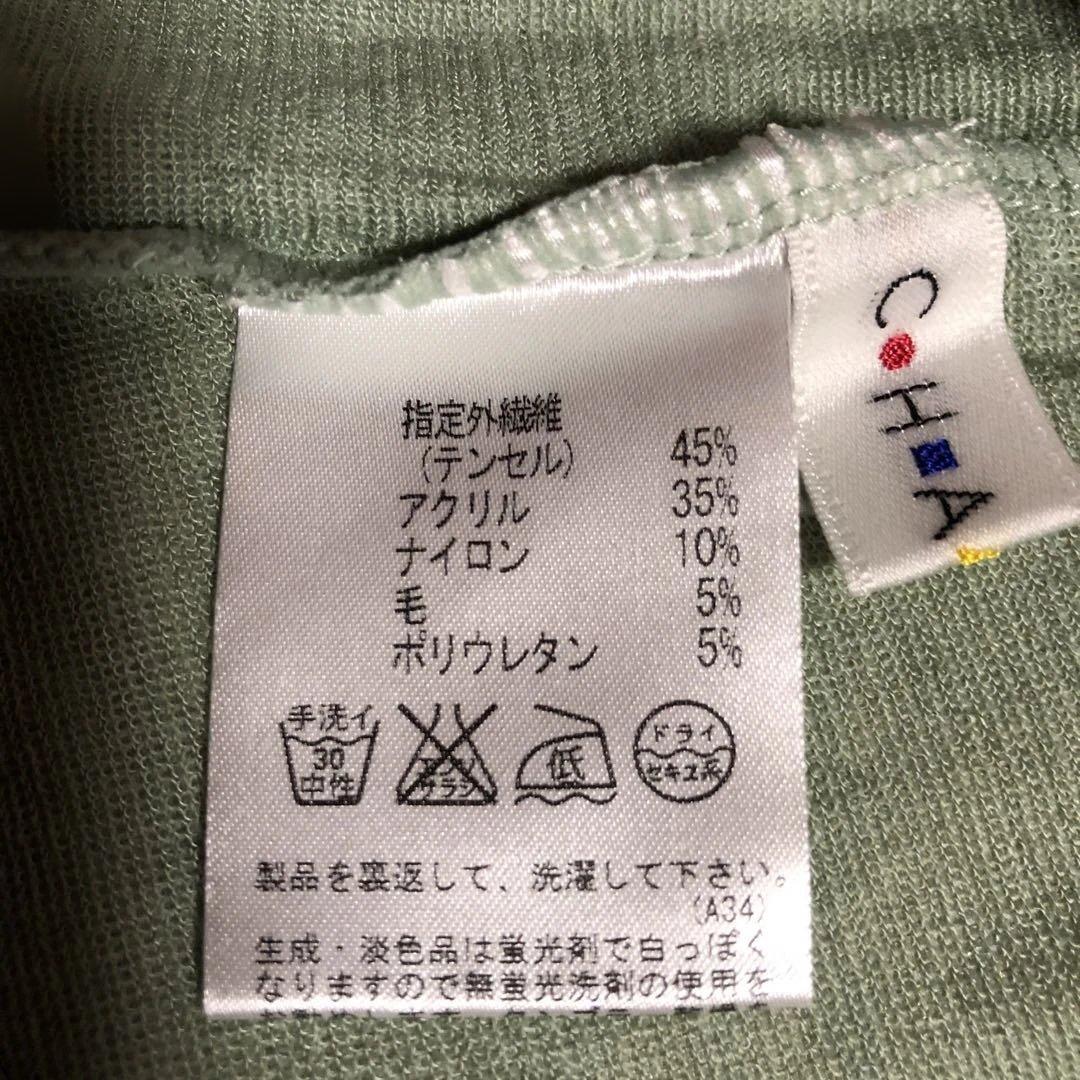 指定外繊維
(テンセル) 45%
アクリル 35%
ナイロン 10%
毛 5%
ポリウレタン 5%
手洗イ
30
中性
サラシ
低
ドライ
セキユ系
製品を裏返して、洗濯して下さい。
(A34)
生成・淡色品は蛍光剤で白っぽく
なりますので無蛍光洗剤の使用を
C・H・A